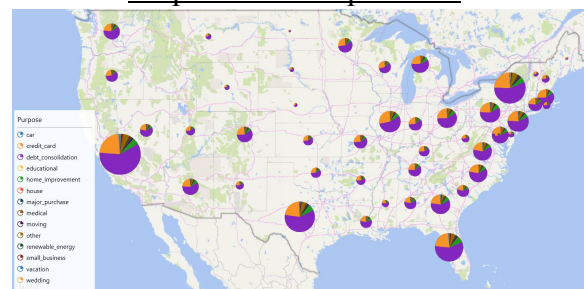 Purpose
car
credit_card
debt_consolidation
educational
home_improvement
house
major_purchase
medical
moving
other
renewable_energy
small_business
vacation
wedding